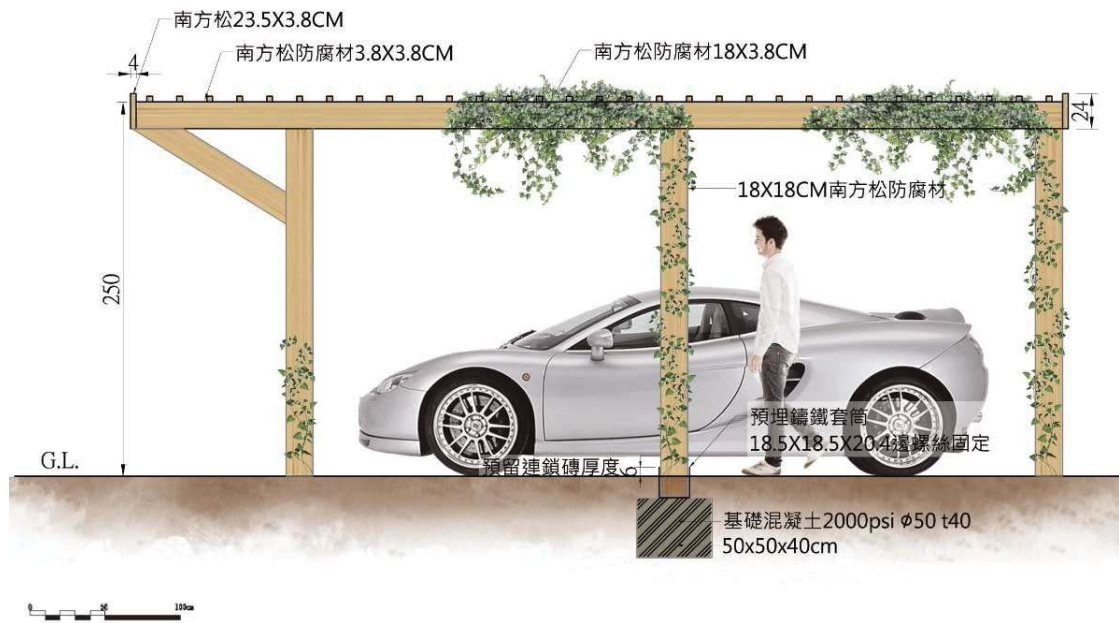 南方松23.5X3.8CM
南方松防腐材3.8X3.8CM
南方松防腐材18X3.8CM
4
24
18X18CM南方松防腐材
250
預埋鑄鐵套筒
18.5X18.5X20.4邊螺絲固定
G.L.
預留連鎖磚厚度
6
基礎混凝土2000psi φ50 t40
50x50x40cm
0 50 100cm